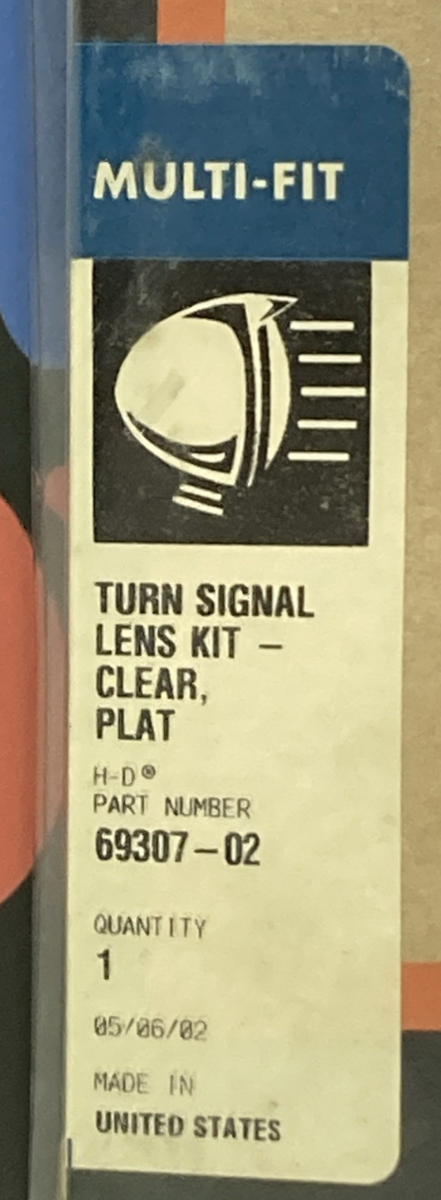 MULTI-FIT
TURN SIGNAL
LENS KIT –
CLEAR,
PLAT
H-D®
PART NUMBER
69307-02
QUANTITY
1
05/06/02
MADE IN
UNITED STATES